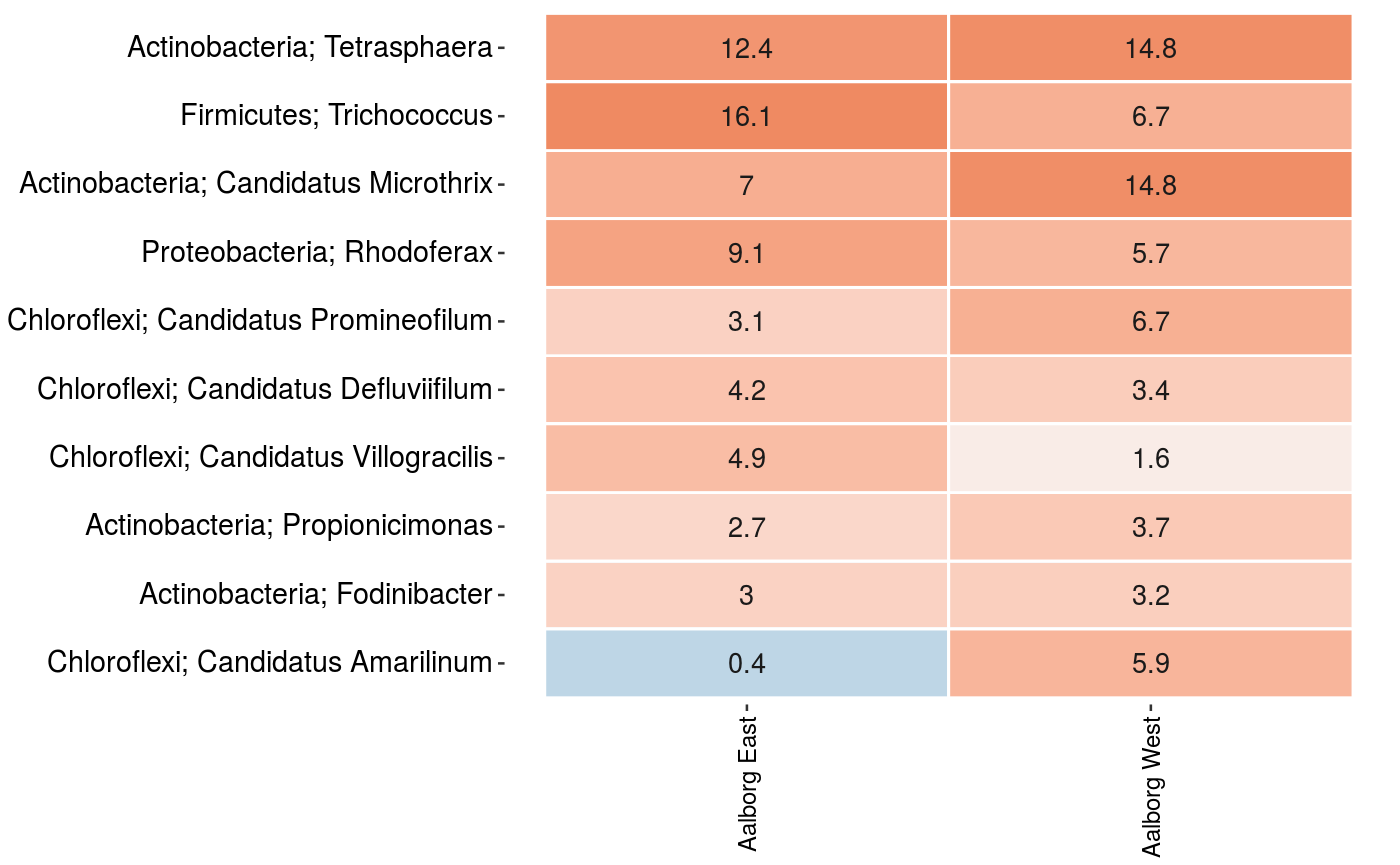 Actinobacteria; Tetrasphaera 12.4 14.8
Firmicutes; Trichococcus 16.1 6.7
Actinobacteria; Candidatus Microthrix 7 14.8
Proteobacteria; Rhodoferax 9.1 5.7
Chloroflexi; Candidatus Promineofilum 3.1 6.7
Chloroflexi; Candidatus Defluviifilum 4.2 3.4
Chloroflexi; Candidatus Villogracilis 4.9 1.6
Actinobacteria; Propionicimonas 2.7 3.7
Actinobacteria; Fodinibacter 3 3.2
Chloroflexi; Candidatus Amarilinum 0.4 5.9
Aalborg East
Aalborg West